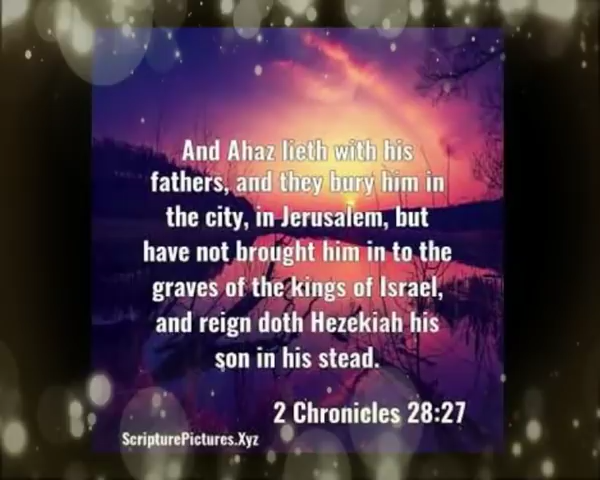 And Ahaz lieth with his
fathers, and they bury him in
the city, in Jerusalem, but
have not brought him in to the
graves of the kings of Israel,
and reign doth Hezekiah his
son in his stead.
2 Chronicles 28:27
ScripturePictures.Xyz